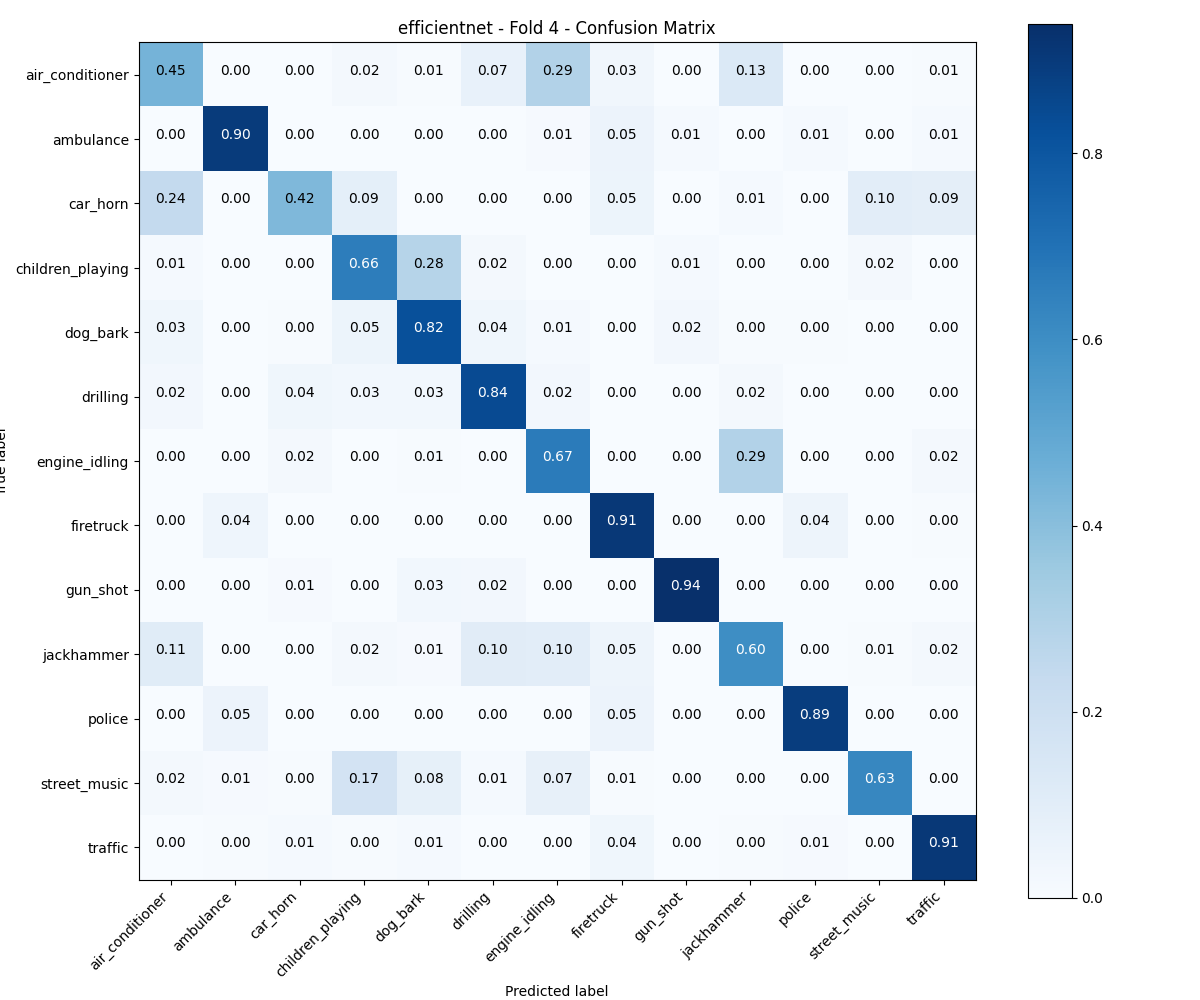 efficientnet - Fold 4 - Confusion Matrix
air_conditioner 0.45 0.00 0.00 0.02 0.01 0.07 0.29 0.03 0.00 0.13 0.00 0.00 0.01
ambulance 0.00 0.90 0.00 0.00 0.00 0.00 0.01 0.05 0.01 0.00 0.01 0.00 0.01
car_horn 0.24 0.00 0.42 0.09 0.00 0.00 0.00 0.05 0.00 0.01 0.00 0.10 0.09
children_playing 0.01 0.00 0.00 0.66 0.28 0.02 0.00 0.00 0.01 0.00 0.00 0.02 0.00
dog_bark 0.03 0.00 0.00 0.05 0.82 0.04 0.01 0.00 0.02 0.00 0.00 0.00 0.00
drilling 0.02 0.00 0.04 0.03 0.03 0.84 0.02 0.00 0.00 0.02 0.00 0.00 0.00
engine_idling 0.00 0.00 0.02 0.00 0.01 0.00 0.67 0.00 0.00 0.29 0.00 0.00 0.02
firetruck 0.00 0.04 0.00 0.00 0.00 0.00 0.00 0.91 0.00 0.00 0.04 0.00 0.00
gun_shot 0.00 0.00 0.01 0.00 0.03 0.02 0.00 0.00 0.94 0.00 0.00 0.00 0.00
jackhammer 0.11 0.00 0.00 0.02 0.01 0.10 0.10 0.05 0.00 0.60 0.00 0.01 0.02
police 0.00 0.05 0.00 0.00 0.00 0.00 0.00 0.05 0.00 0.00 0.89 0.00 0.00
street_music 0.02 0.01 0.00 0.17 0.08 0.01 0.07 0.01 0.00 0.00 0.00 0.63 0.00
traffic 0.00 0.00 0.01 0.00 0.01 0.00 0.00 0.04 0.00 0.00 0.01 0.00 0.91
air_conditioner ambulance car_horn children_playing dog_bark drilling engine_idling firetruck gun_shot jackhammer police street_music traffic
Predicted label
0.8
0.6
0.4
0.2
0.0